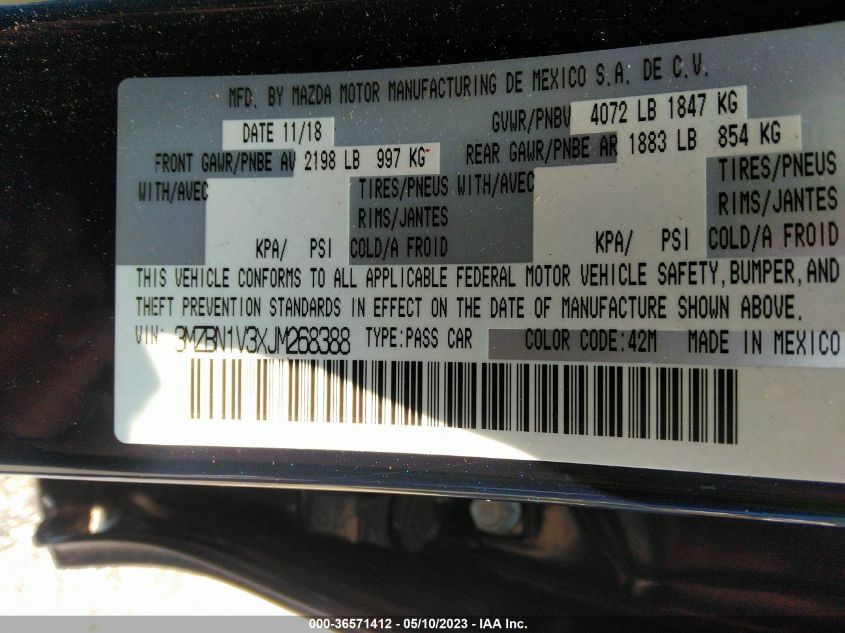 MFD. BY MAZDA MOTOR MANUFACTURING DE MEXICO S.A. DE C.V.
DATE 11/18 GVWR/PNBV 4072 LB 1847 KG
FRONT GAWR/PNBE AV 2198 LB 997 KG REAR GAWR/PNBE AR 1883 LB 854 KG
WITH/AVEC TIRES/PNEUS WITH/AVEC TIRES/PNEUS
RIMS/JANTES RIMS/JANTES
KPA/ PSI COLD/A FROID KPA/ PSI COLD/A FROID
THIS VEHICLE CONFORMS TO ALL APPLICABLE FEDERAL MOTOR VEHICLE SAFETY, BUMPER, AND
THEFT PREVENTION STANDARDS IN EFFECT ON THE DATE OF MANUFACTURE SHOWN ABOVE.
VIN: 3MZBN1V3XJM268388 TYPE:PASS CAR COLOR CODE:42M MADE IN MEXICO
000-36571412 - 05/10/2023 - IAA Inc.